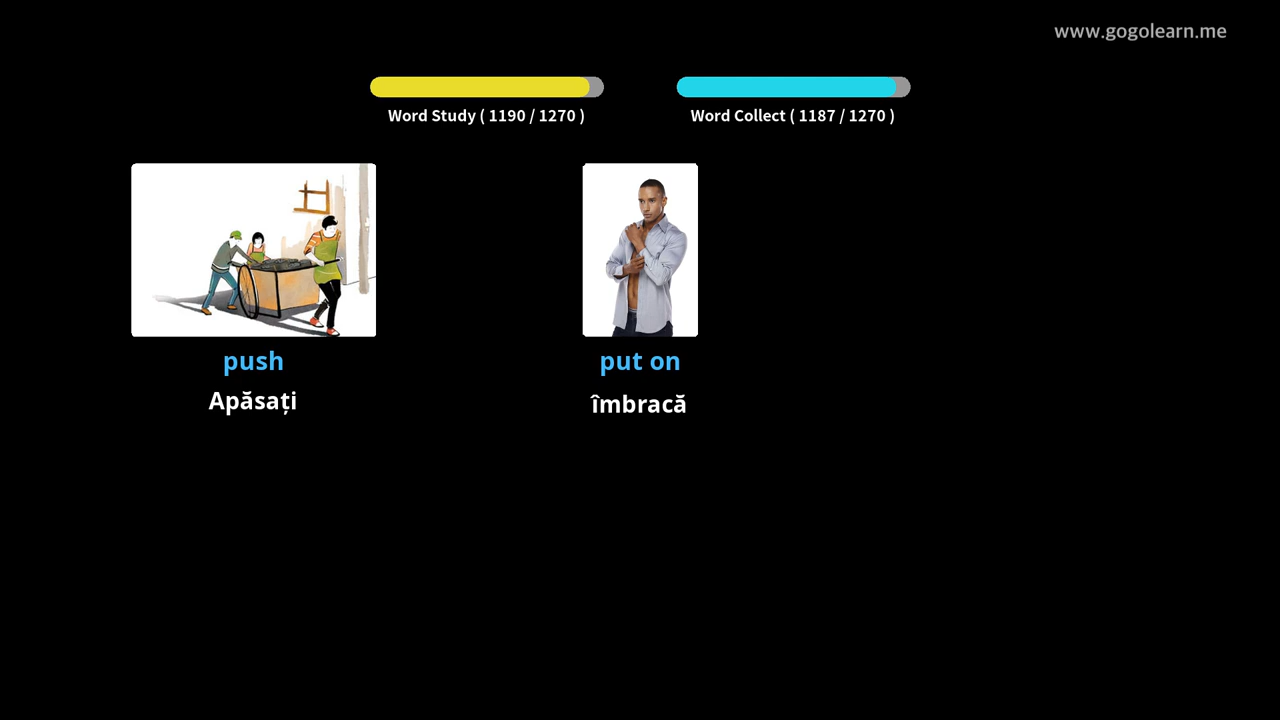 www.gogolearn.me
Word Study ( 1190 / 1270 )
Word Collect ( 1187 / 1270 )
push
Apăsați
put on
îmbracă